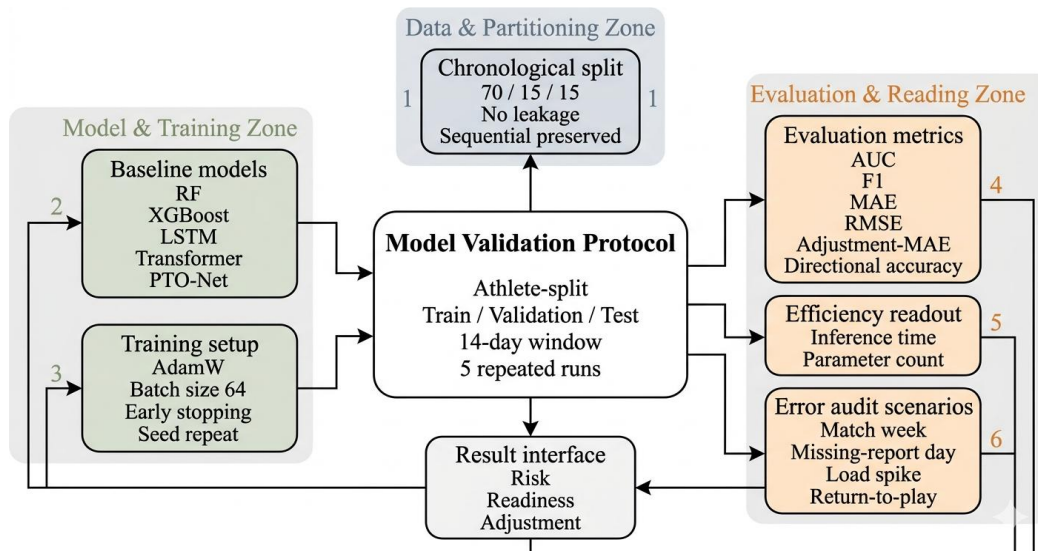 Data & Partitioning Zone
1
Chronological split
70 / 15 / 15
No leakage
Sequential preserved
1
Model & Training Zone
2
Baseline models
RF
XGBoost
LSTM
Transformer
PTO-Net
3
Training setup
AdamW
Batch size 64
Early stopping
Seed repeat
Model Validation Protocol
Athlete-split
Train / Validation / Test
14-day window
5 repeated runs
Result interface
Risk
Readiness
Adjustment
Evaluation & Reading Zone
Evaluation metrics
AUC
F1
MAE
RMSE
Adjustment-MAE
Directional accuracy
4
Efficiency readout
Inference time
Parameter count
5
Error audit scenarios
Match week
Missing-report day
Load spike
Return-to-play
6